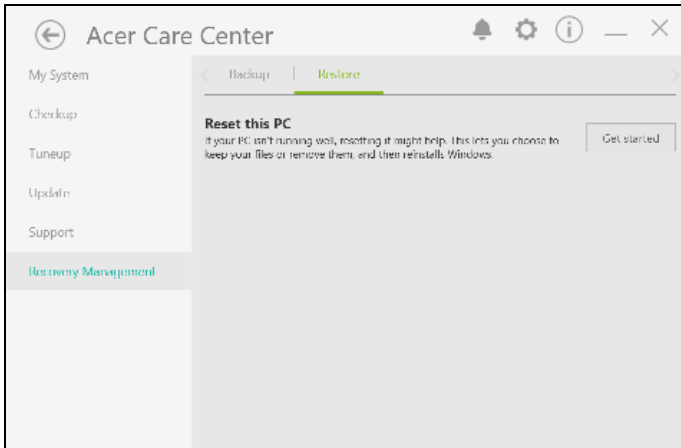 Acer Care Center
My System
Checkup
Tuneup
Update
Support
Recovery Management
Backup | Restore
Reset this PC
If your PC isn't running well, resetting it might help. This lets you choose to
keep your files or remove them, and then reinstalls Windows.
Get started